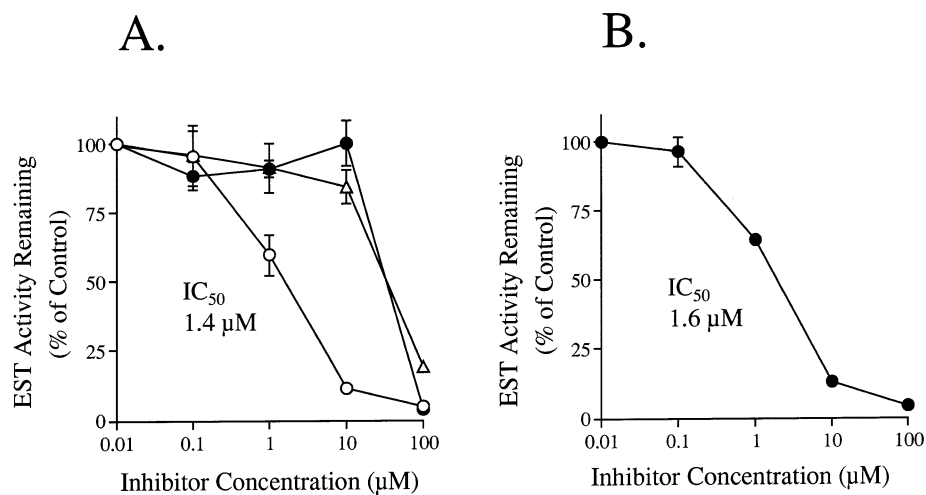 A.
EST Activity Remaining
(% of Control)
100
75
50
25
0
IC50
1.4 µM
0.01 0.1 1 10 100
Inhibitor Concentration (µM)
B.
EST Activity Remaining
(% of Control)
100
75
50
25
0
IC50
1.6 µM
0.01 0.1 1 10 100
Inhibitor Concentration (µM)